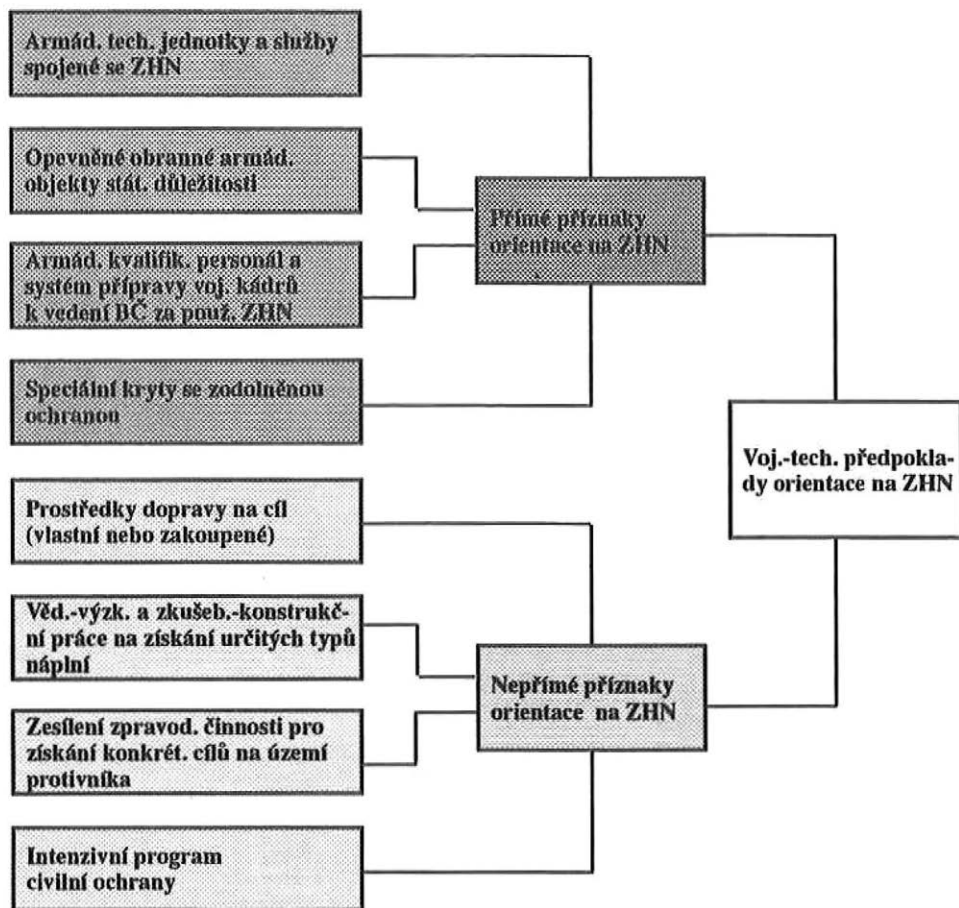 Armád. tech. jednotky a služby
spojené se ZHN
Opevněné obranné armád.
objekty stát. důležitosti
Armád. kvalifik. personál a
systém přípravy voj. kádrů
k vedení BČ za použ. ZHN
Speciální kryty se zodolněnou
ochranou
Přímé příznaky
orientace na ZHN
Prostředky dopravy na cíl
(vlastní nebo zakoupené)
Věd.-výzk. a zkušeb.-konstrukč-
ní práce na získání určitých typů
náplní
Zesílení zpravod. činnosti pro
získání konkrét. cílů na území
protivníka
Intenzivní program
civilní ochrany
Nepřímé příznaky
orientace na ZHN
Voj.-tech. předpokla-
dy orientace na ZHN